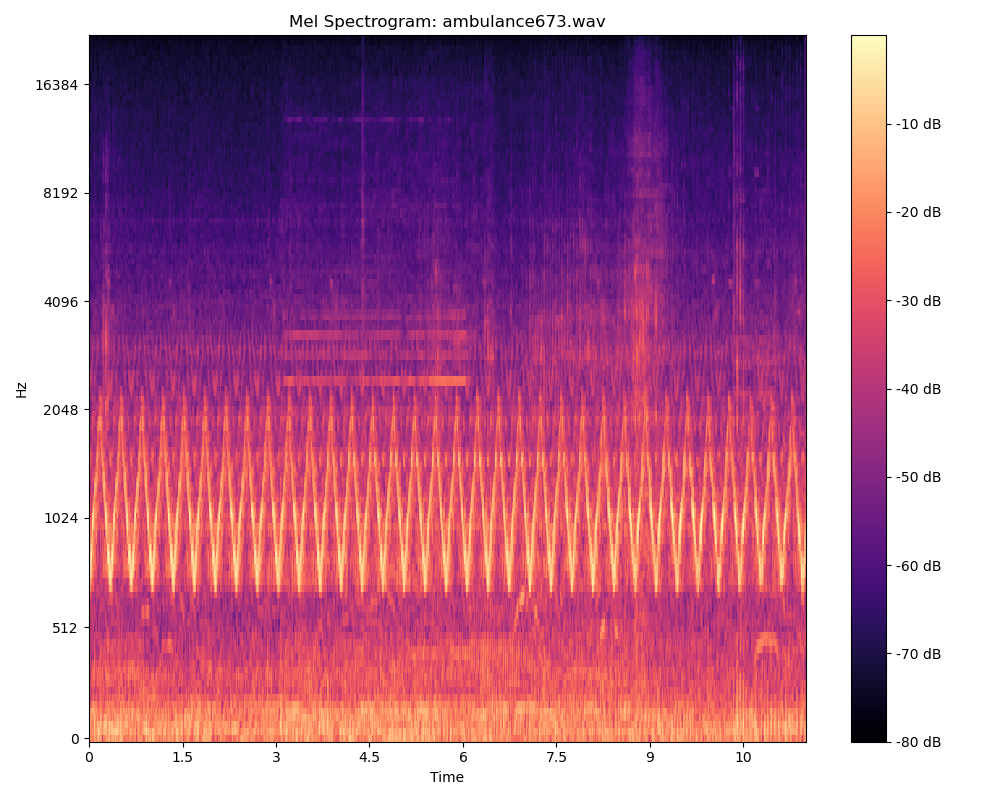 Mel Spectrogram: ambulance673.wav
16384
8192
4096
2048
1024
512
0
Hz
0 1.5 3 4.5 6 7.5 9 10
Time
-10 dB
-20 dB
-30 dB
-40 dB
-50 dB
-60 dB
-70 dB
-80 dB